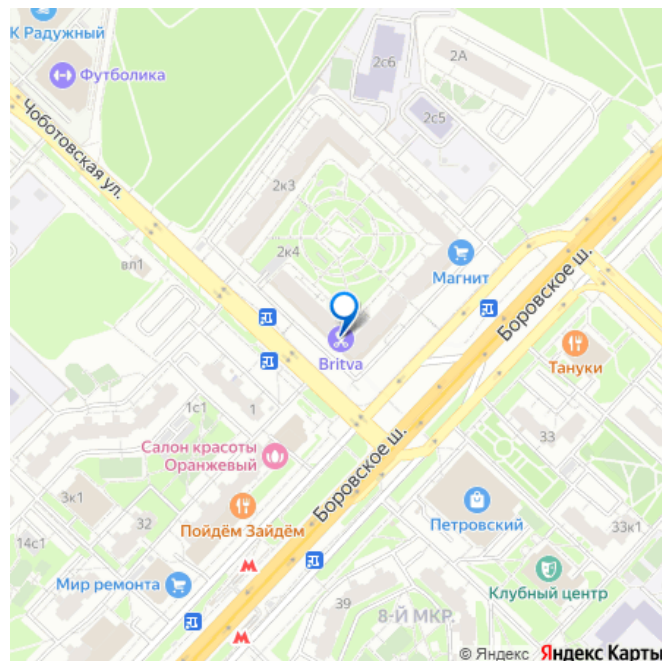 К Радужный
Футболика
2с6
2А
2с5
Чоботовская ул.
2к3
2к4
вл1
Магнит
Боровское ш.
Britva
Тануки
1с1
1
Салон красоты
Оранжевый
33
Боровское ш.
3к1
32
Пойдём Зайдём
Петровский
33к1
14с1
Мир ремонта
Клубный центр
39
8-Й МКР.
© Яндекс Яндекс Карты